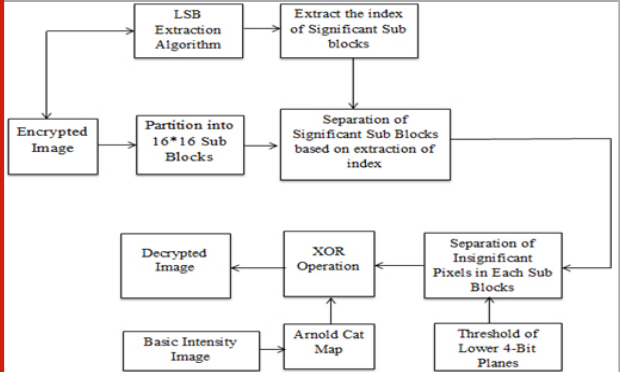 LSB
Extraction
Algorithm
Extract the index
of Significant Sub
blocks
Encrypted
Image
Partition into
16*16 Sub
Blocks
Separation of
Significant Sub Blocks
based on extraction of
index
Decrypted
Image
XOR
Operation
Separation of
Insignificant
Pixels in Each Sub
Blocks
Basic Intensity
Image
Arnold Cat
Map
Threshold of
Lower 4-Bit
Planes